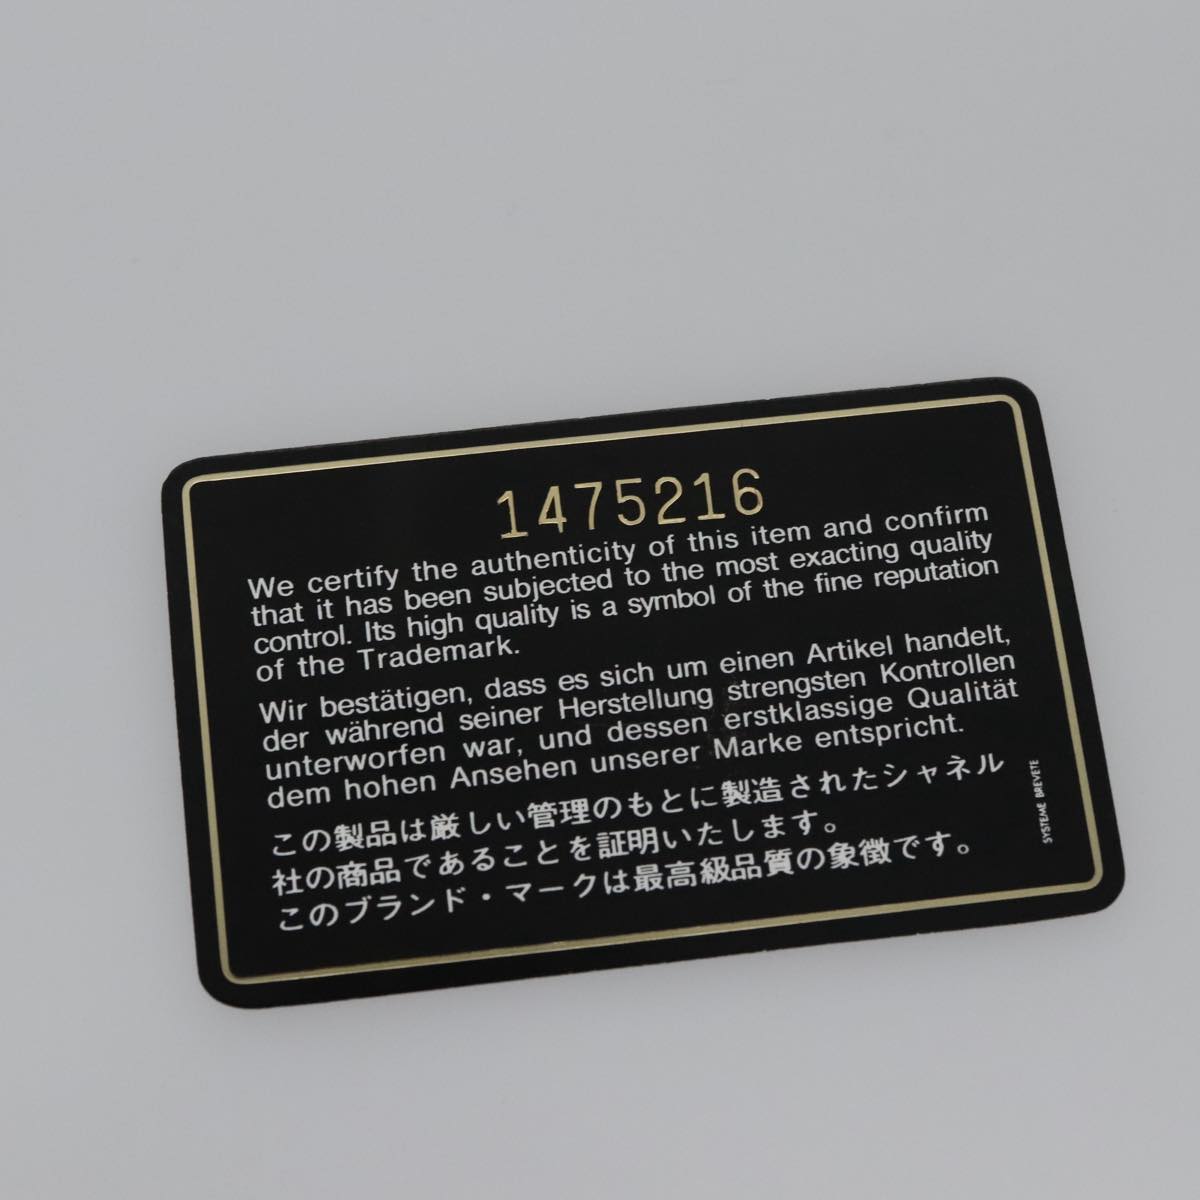 1475216
We certify the authenticity of this item and confirm
that it has been subjected to the most exacting quality
control. Its high quality is a symbol of the fine reputation
of the Trademark.
Wir bestätigen, dass es sich um einen Artikel handelt,
der während seiner Herstellung strengsten Kontrollen
unterworfen war, und dessen erstklassige Qualität
dem hohen Ansehen unserer Marke entspricht.
この製品は厳しい管理のもとに製造されたシャネル
社の商品であることを証明いたします。
このブランド・マークは最高級品質の象徴です。
SYSTEME BREVETE